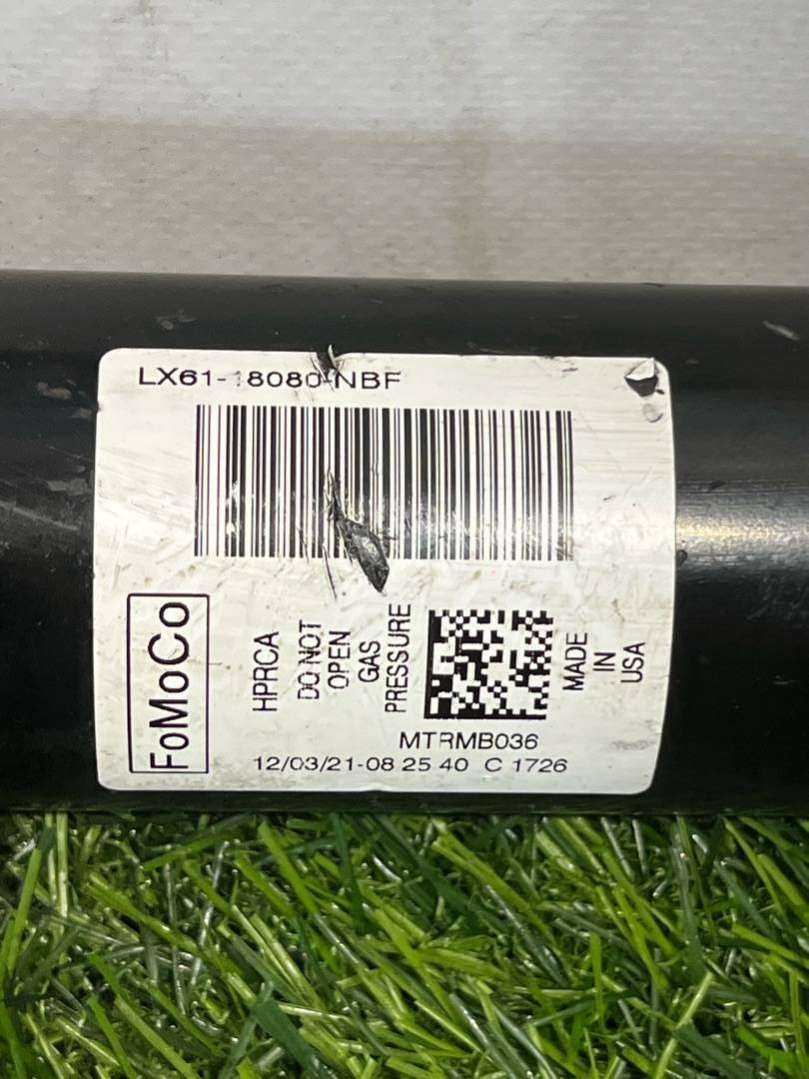 LX61-18080-NBF
FoMoCo
HPRCA
DO NOT
OPEN
GAS
PRESSURE
MADE
IN
USA
MTRMB036
12/03/21-08 25 40 C 1726